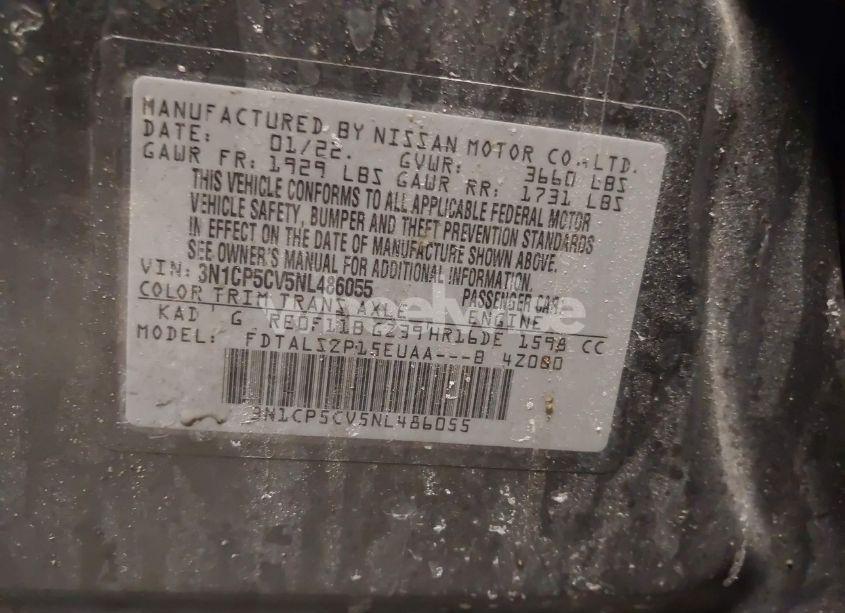 MANUFACTURED BY NISSAN MOTOR CO.,LTD.
DATE: 01/22. GVWR: 3660 LBS
GAWR FR: 1929 LBS GAWR RR: 1731 LBS
THIS VEHICLE CONFORMS TO ALL APPLICABLE FEDERAL MOTOR
VEHICLE SAFETY, BUMPER AND THEFT PREVENTION STANDARDS
IN EFFECT ON THE DATE OF MANUFACTURE SHOWN ABOVE.
SEE OWNER'S MANUAL FOR ADDITIONAL INFORMATION.
VIN: 3N1CP5CV5NL486055 PASSENGER CAR
COLOR TRIM TRANS AXLE ENGINE
KAD G RE0F11B HR16DE 1598 CC
MODEL: FDTALSZP15EUAA---B 4Z080
3N1CP5CV5NL486055